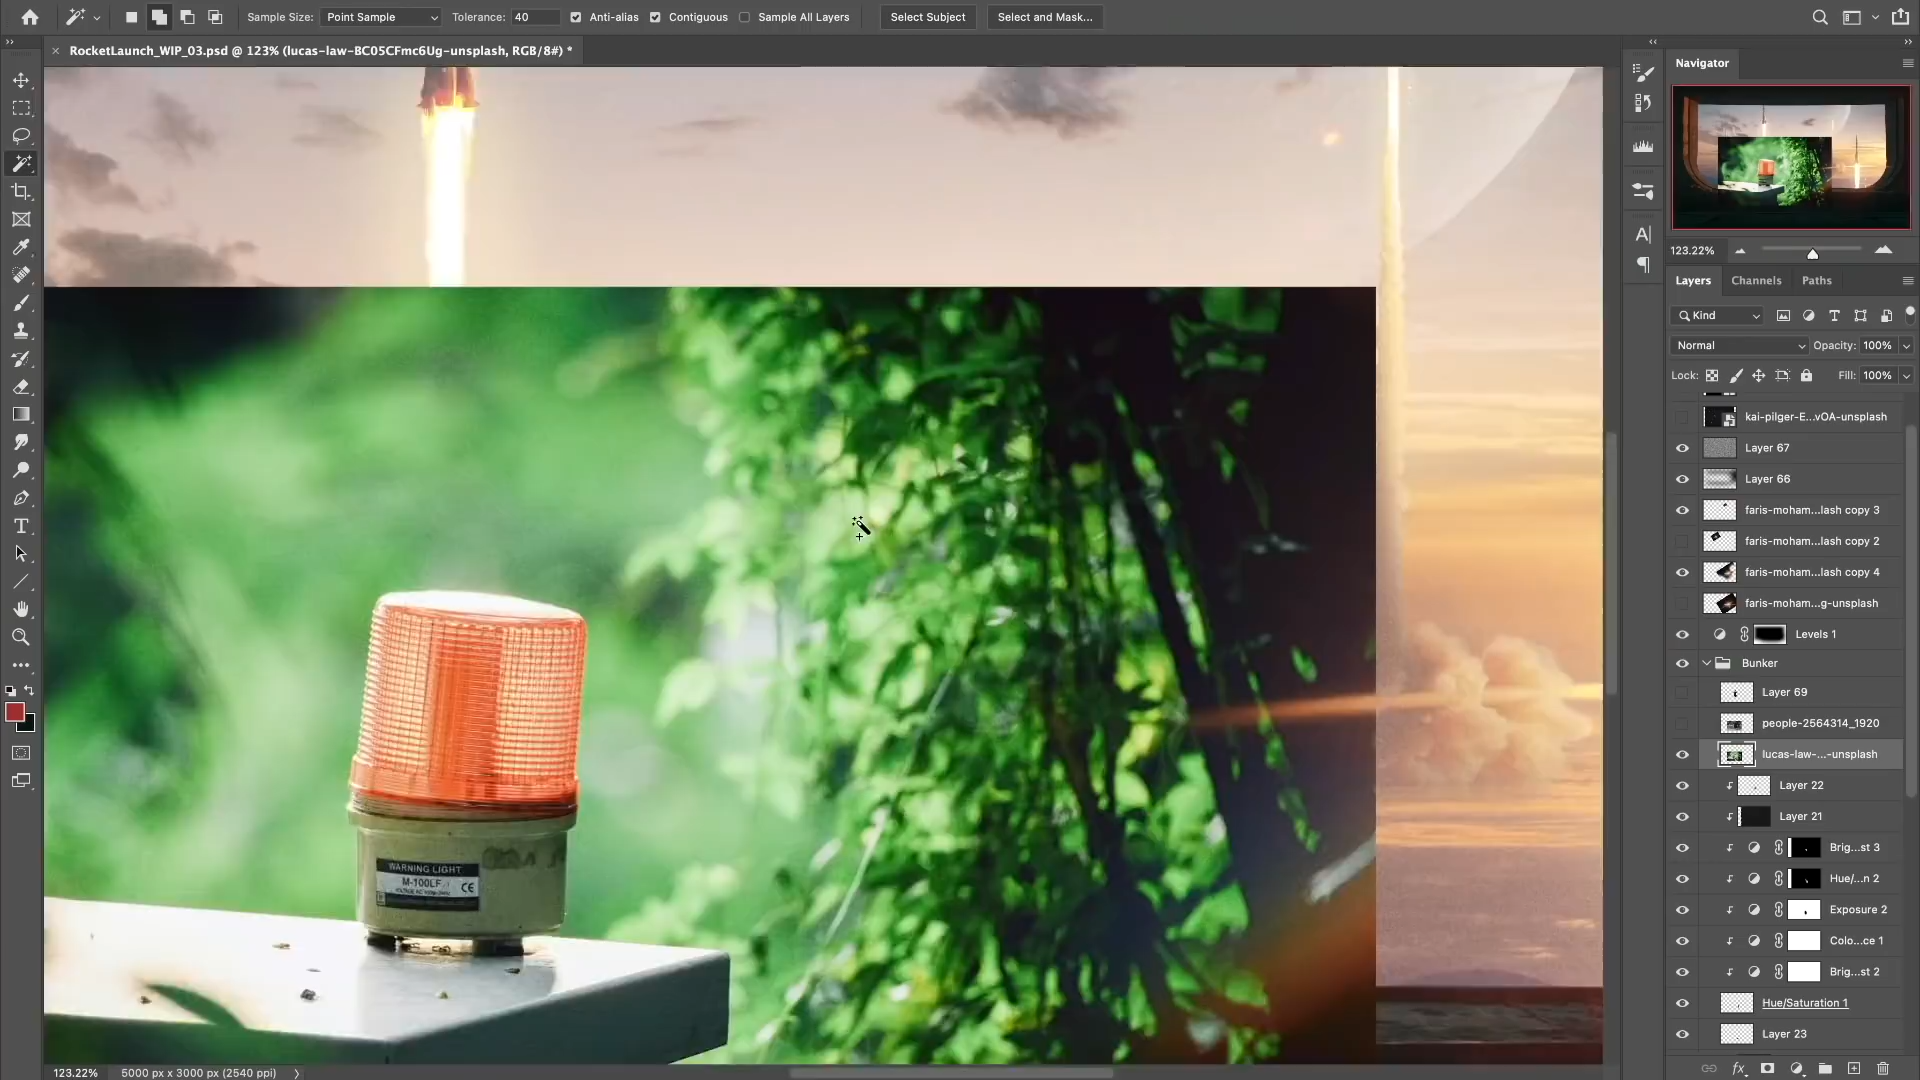 Sample Size: Point Sample Tolerance: 40 Anti-alias Contiguous Sample All Layers Select Subject Select and Mask...
RocketLaunch_WIP_03.psd @ 123% (lucas-law-BC05CFmc6Ug-unsplash, RGB/8#) *
Navigator
123.22%
Layers Channels Paths
Kind
Normal Opacity: 100%
Lock: Fill: 100%
kai-pilger-E...vOA-unsplash
Layer 67
Layer 66
faris-moham...lash copy 3
faris-moham...lash copy 2
faris-moham...lash copy 4
faris-moham...g-unsplash
Levels 1
Bunker
Layer 69
people-2564314_1920
lucas-law-...-unsplash
Layer 22
Layer 21
Brig...st 3
Hue/...n 2
Exposure 2
Colo...ce 1
Brig...st 2
Hue/Saturation 1
Layer 23
WARNING LIGHT
M-100LF
CE
123.22% 5000 px x 3000 px (2540 ppi)